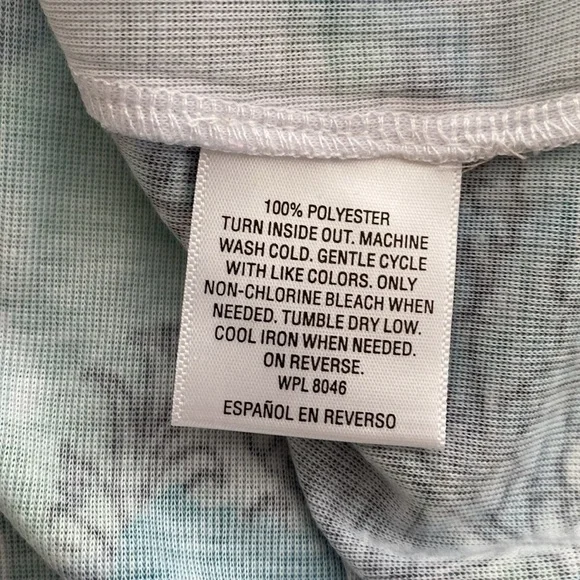 100% POLYESTER
TURN INSIDE OUT. MACHINE
WASH COLD. GENTLE CYCLE
WITH LIKE COLORS. ONLY
NON-CHLORINE BLEACH WHEN
NEEDED. TUMBLE DRY LOW.
COOL IRON WHEN NEEDED.
ON REVERSE.
WPL 8046
ESPAÑOL EN REVERSO